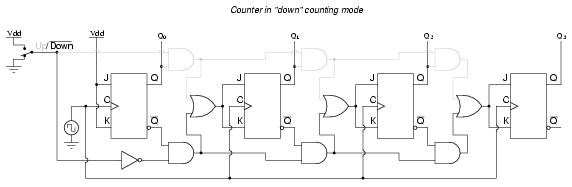 Counter in "down" counting mode
Vdd Vdd Q0 Q1 Q2 Q3
Up/Down
J Q J Q J Q J Q
C C C C
K Q K Q K Q K Q